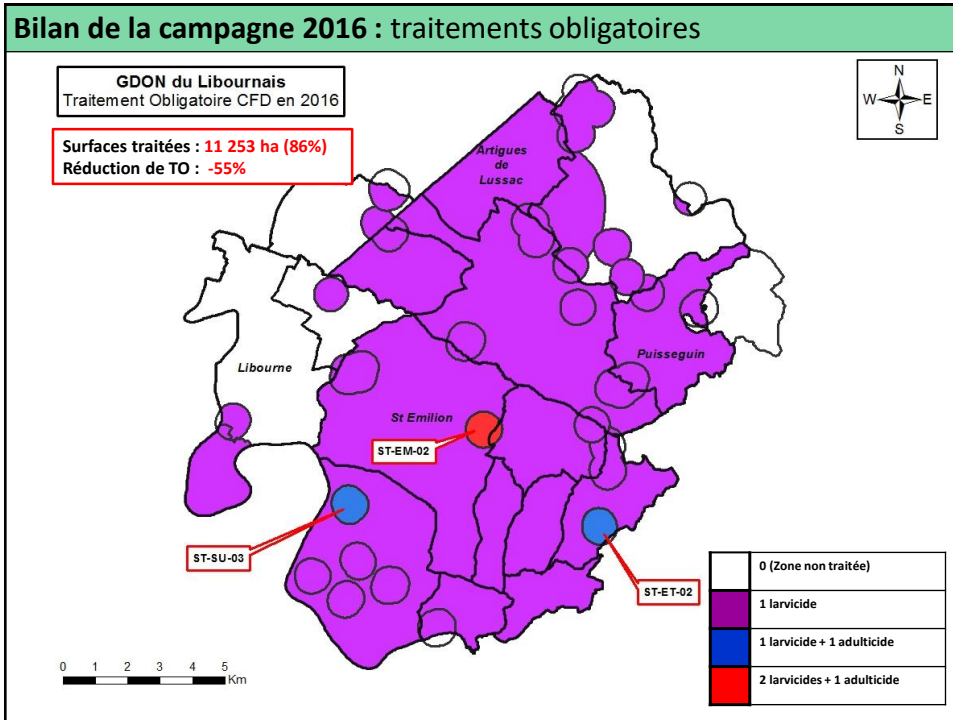 Bilan de la campagne 2016 : traitements obligatoires
GDON du Libournais
Traitement Obligatoire CFD en 2016
Surfaces traitées : 11 253 ha (86%)
Réduction de TO : -55%
N
W E
S
Artigues
de
Lussac
Puisseguin
Libourne
St Emilion
ST-EM-02
ST-SU-03
ST-ET-02
0 (Zone non traitée)
1 larvicide
1 larvicide + 1 adulticide
2 larvicides + 1 adulticide
0 1 2 3 4 5
Km